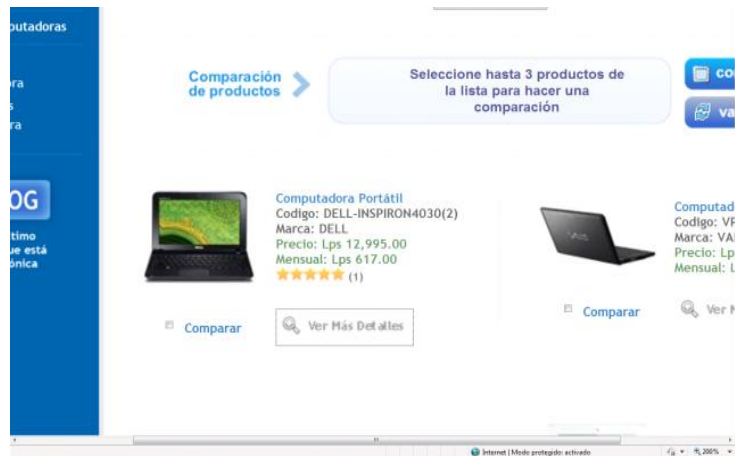 putadoras
ra
s
ra
OG
timo
ue está
ónica
Comparación
de productos
Seleccione hasta 3 productos de
la lista para hacer una
comparación
co
va
Computadora Portátil
Codigo: DELL-INSPIRON4030(2)
Marca: DELL
Precio: Lps 12,995.00
Mensual: Lps 617.00
(1)
Comparar
Ver Más Detalles
VAIO
Computad
Codigo: VP
Marca: VAI
Precio: Lp
Mensual: L
Comparar
Ver M
Internet | Modo protegido: activado
200%